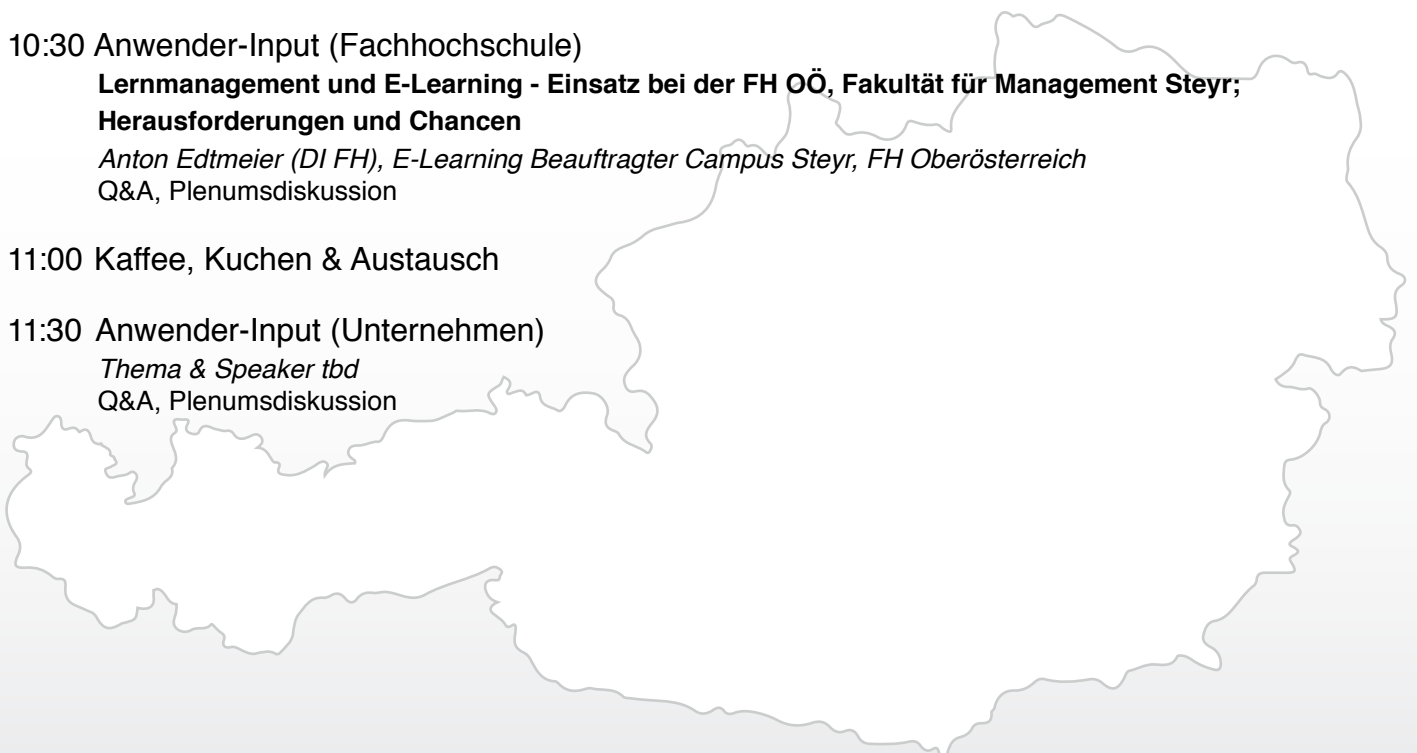 10:30 Anwender-Input (Fachhochschule)
Lernmanagement und E-Learning - Einsatz bei der FH OÖ, Fakultät für Management Steyr;
Herausforderungen und Chancen
Anton Edtmeier (DI FH), E-Learning Beauftragter Campus Steyr, FH Oberösterreich
Q&A, Plenumsdiskussion
11:00 Kaffee, Kuchen & Austausch
11:30 Anwender-Input (Unternehmen)
Thema & Speaker tbd
Q&A, Plenumsdiskussion